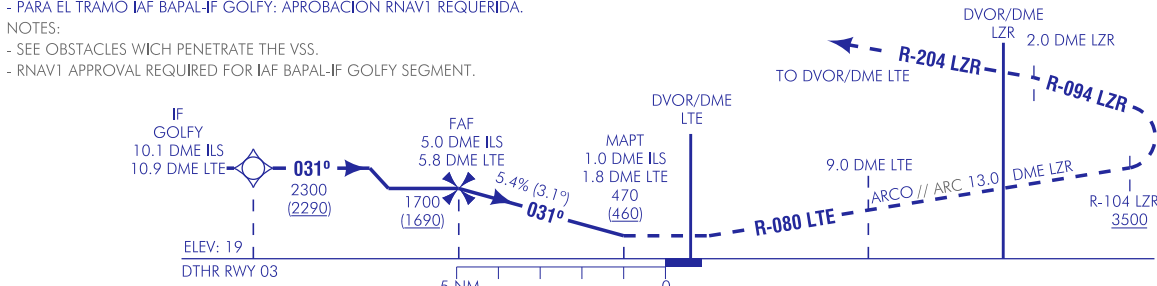 - PARA EL TRAMO IAF BAPAL-IF GOLFY: APROBACIÓN RNAV1 REQUERIDA.
NOTES:
- SEE OBSTACLES WICH PENETRATE THE VSS.
- RNAV1 APPROVAL REQUIRED FOR IAF BAPAL-IF GOLFY SEGMENT.
DVOR/DME
LZR
2.0 DME LZR
R-204 LZR
TO DVOR/DME LTE
R-094 LZR
IF
GOLFY
10.1 DME ILS
10.9 DME LTE
031º
2300
(2290)
FAF
5.0 DME ILS
5.8 DME LTE
1700
(1690)
5.4% (3.1º)
031º
MAPT
1.0 DME ILS
1.8 DME LTE
470
(460)
DVOR/DME
LTE
R-080 LTE
9.0 DME LTE
ARCO // ARC 13.0 DME LZR
R-104 LZR
3500
ELEV: 19
DTHR RWY 03
5 NM
0